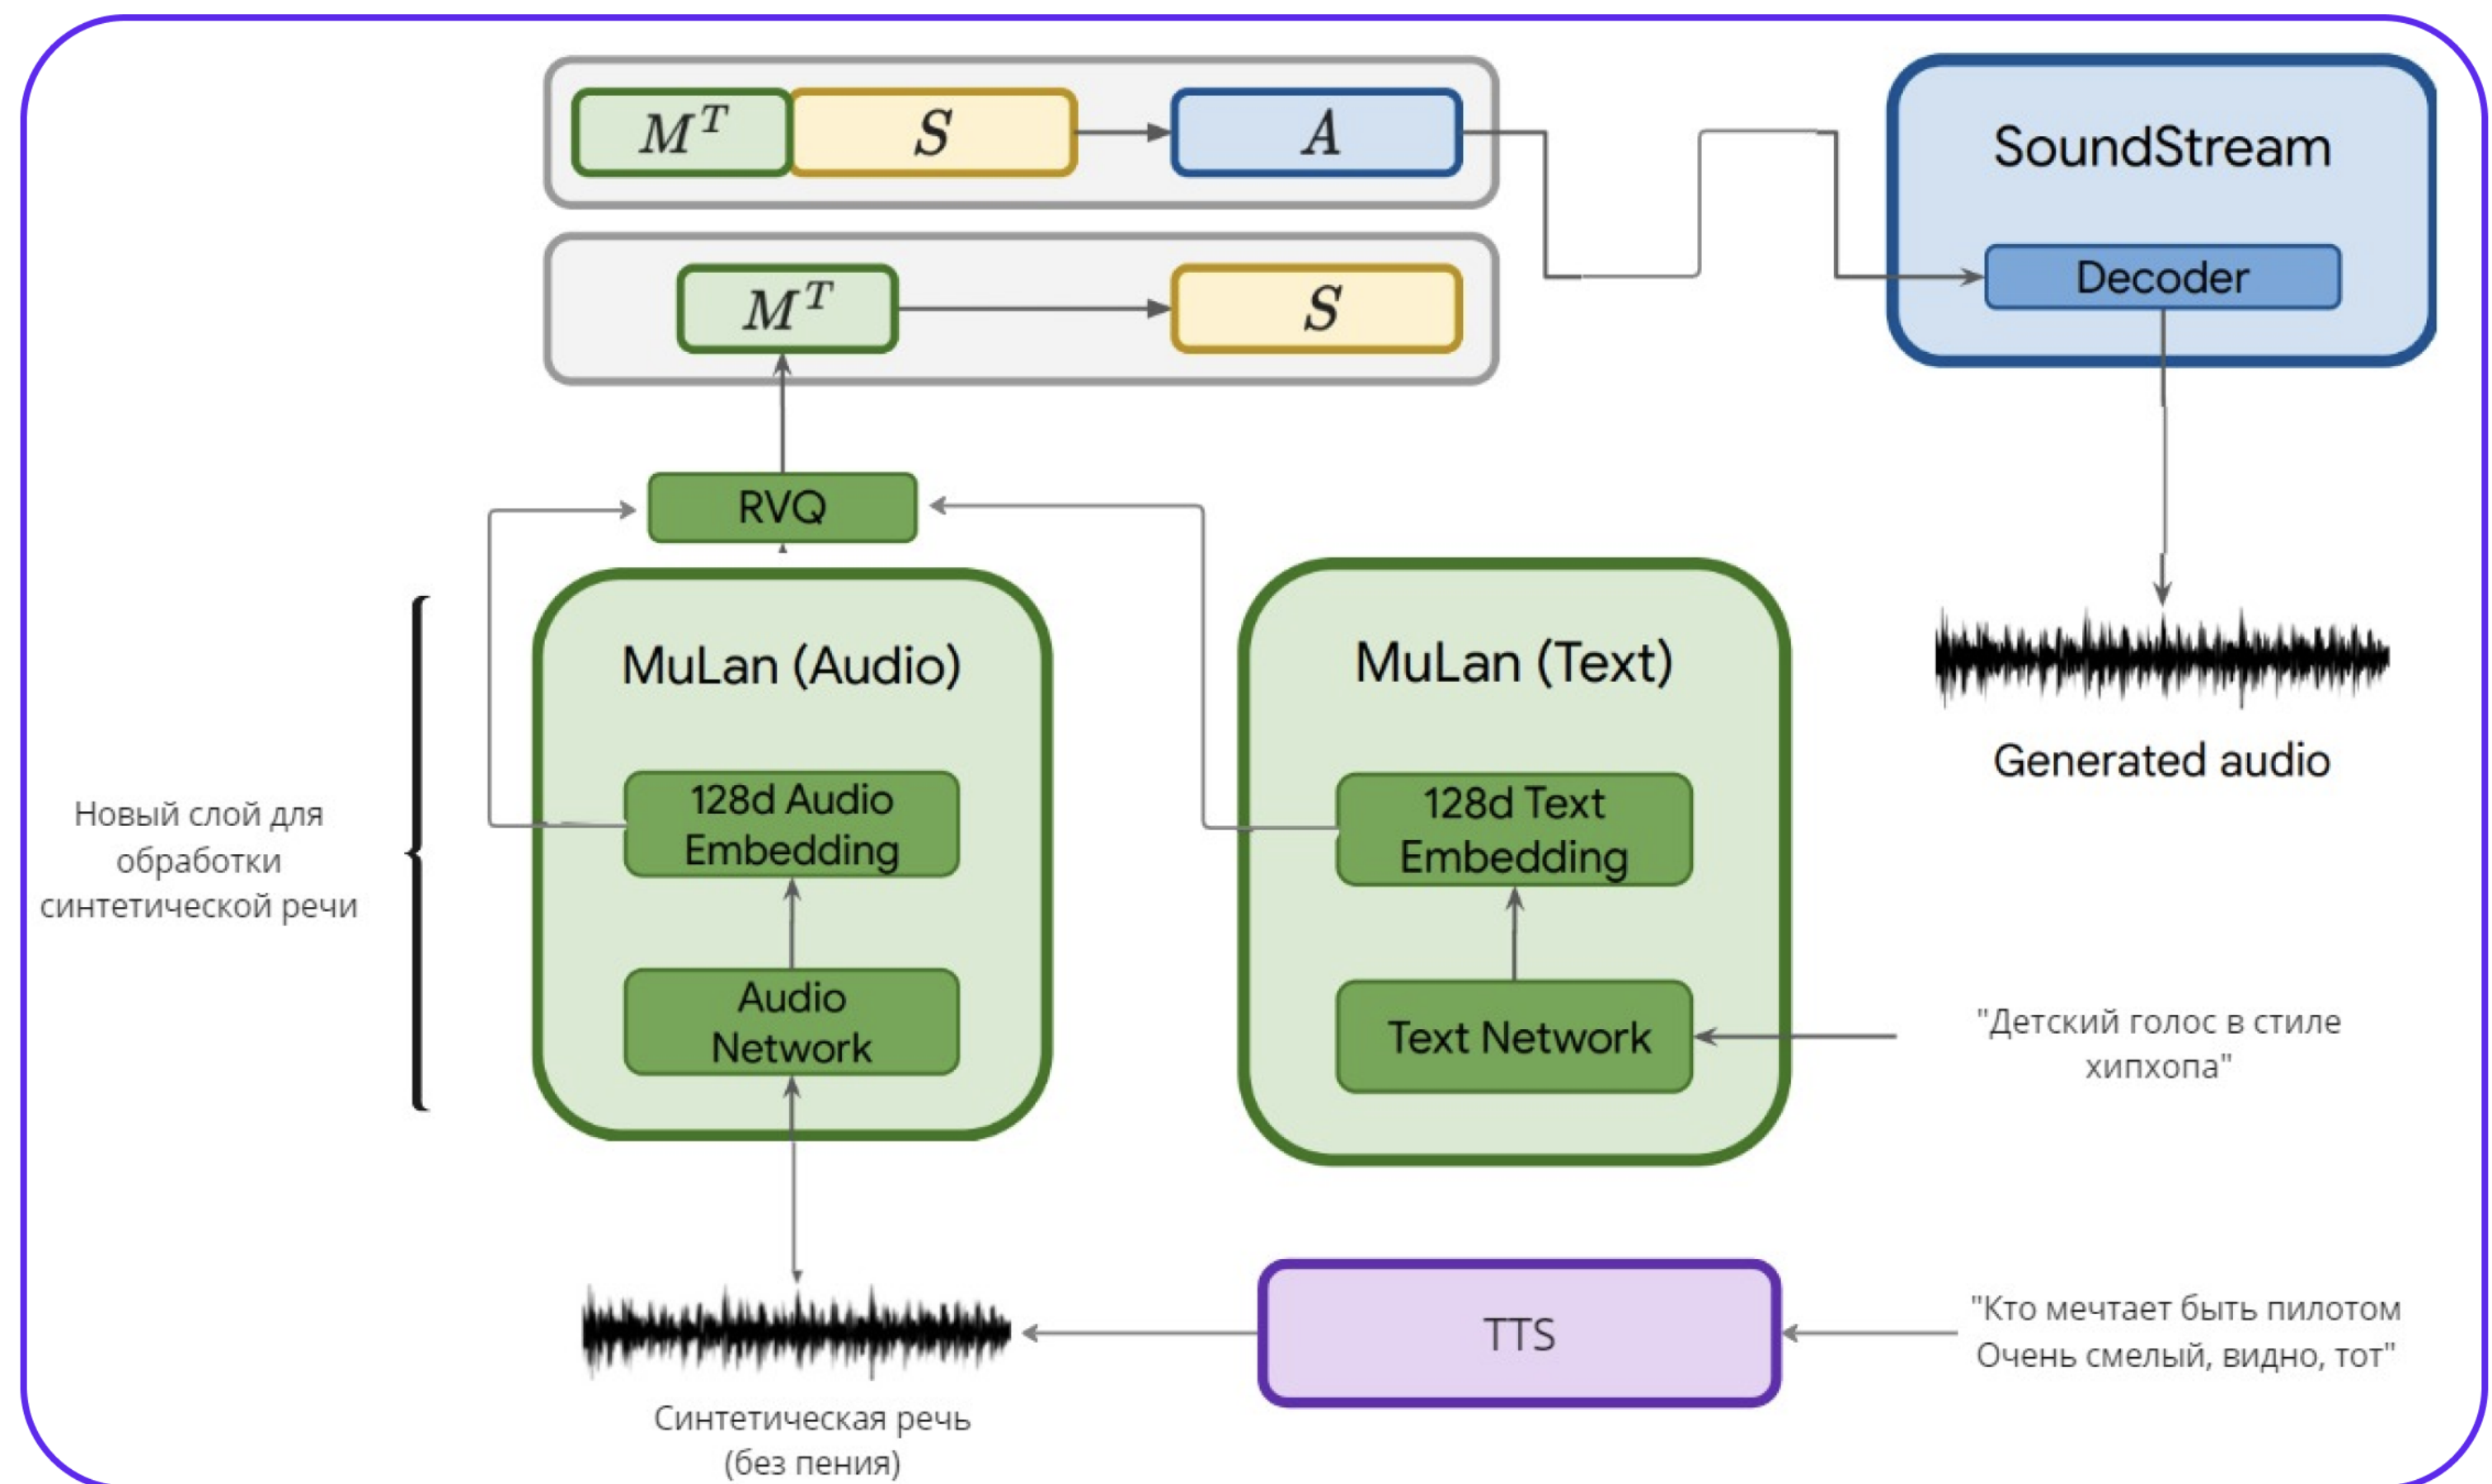 M^T S A
SoundStream
Decoder
M^T S
RVQ
MuLan (Audio)
128d Audio
Embedding
Audio
Network
Новый слой для
обработки
синтетической речи
MuLan (Text)
128d Text
Embedding
Text Network
Generated audio
"Детский голос в стиле
хипхопа"
TTS
"Кто мечтает быть пилотом
Очень смелый, видно, тот"
Синтетическая речь
(без пения)